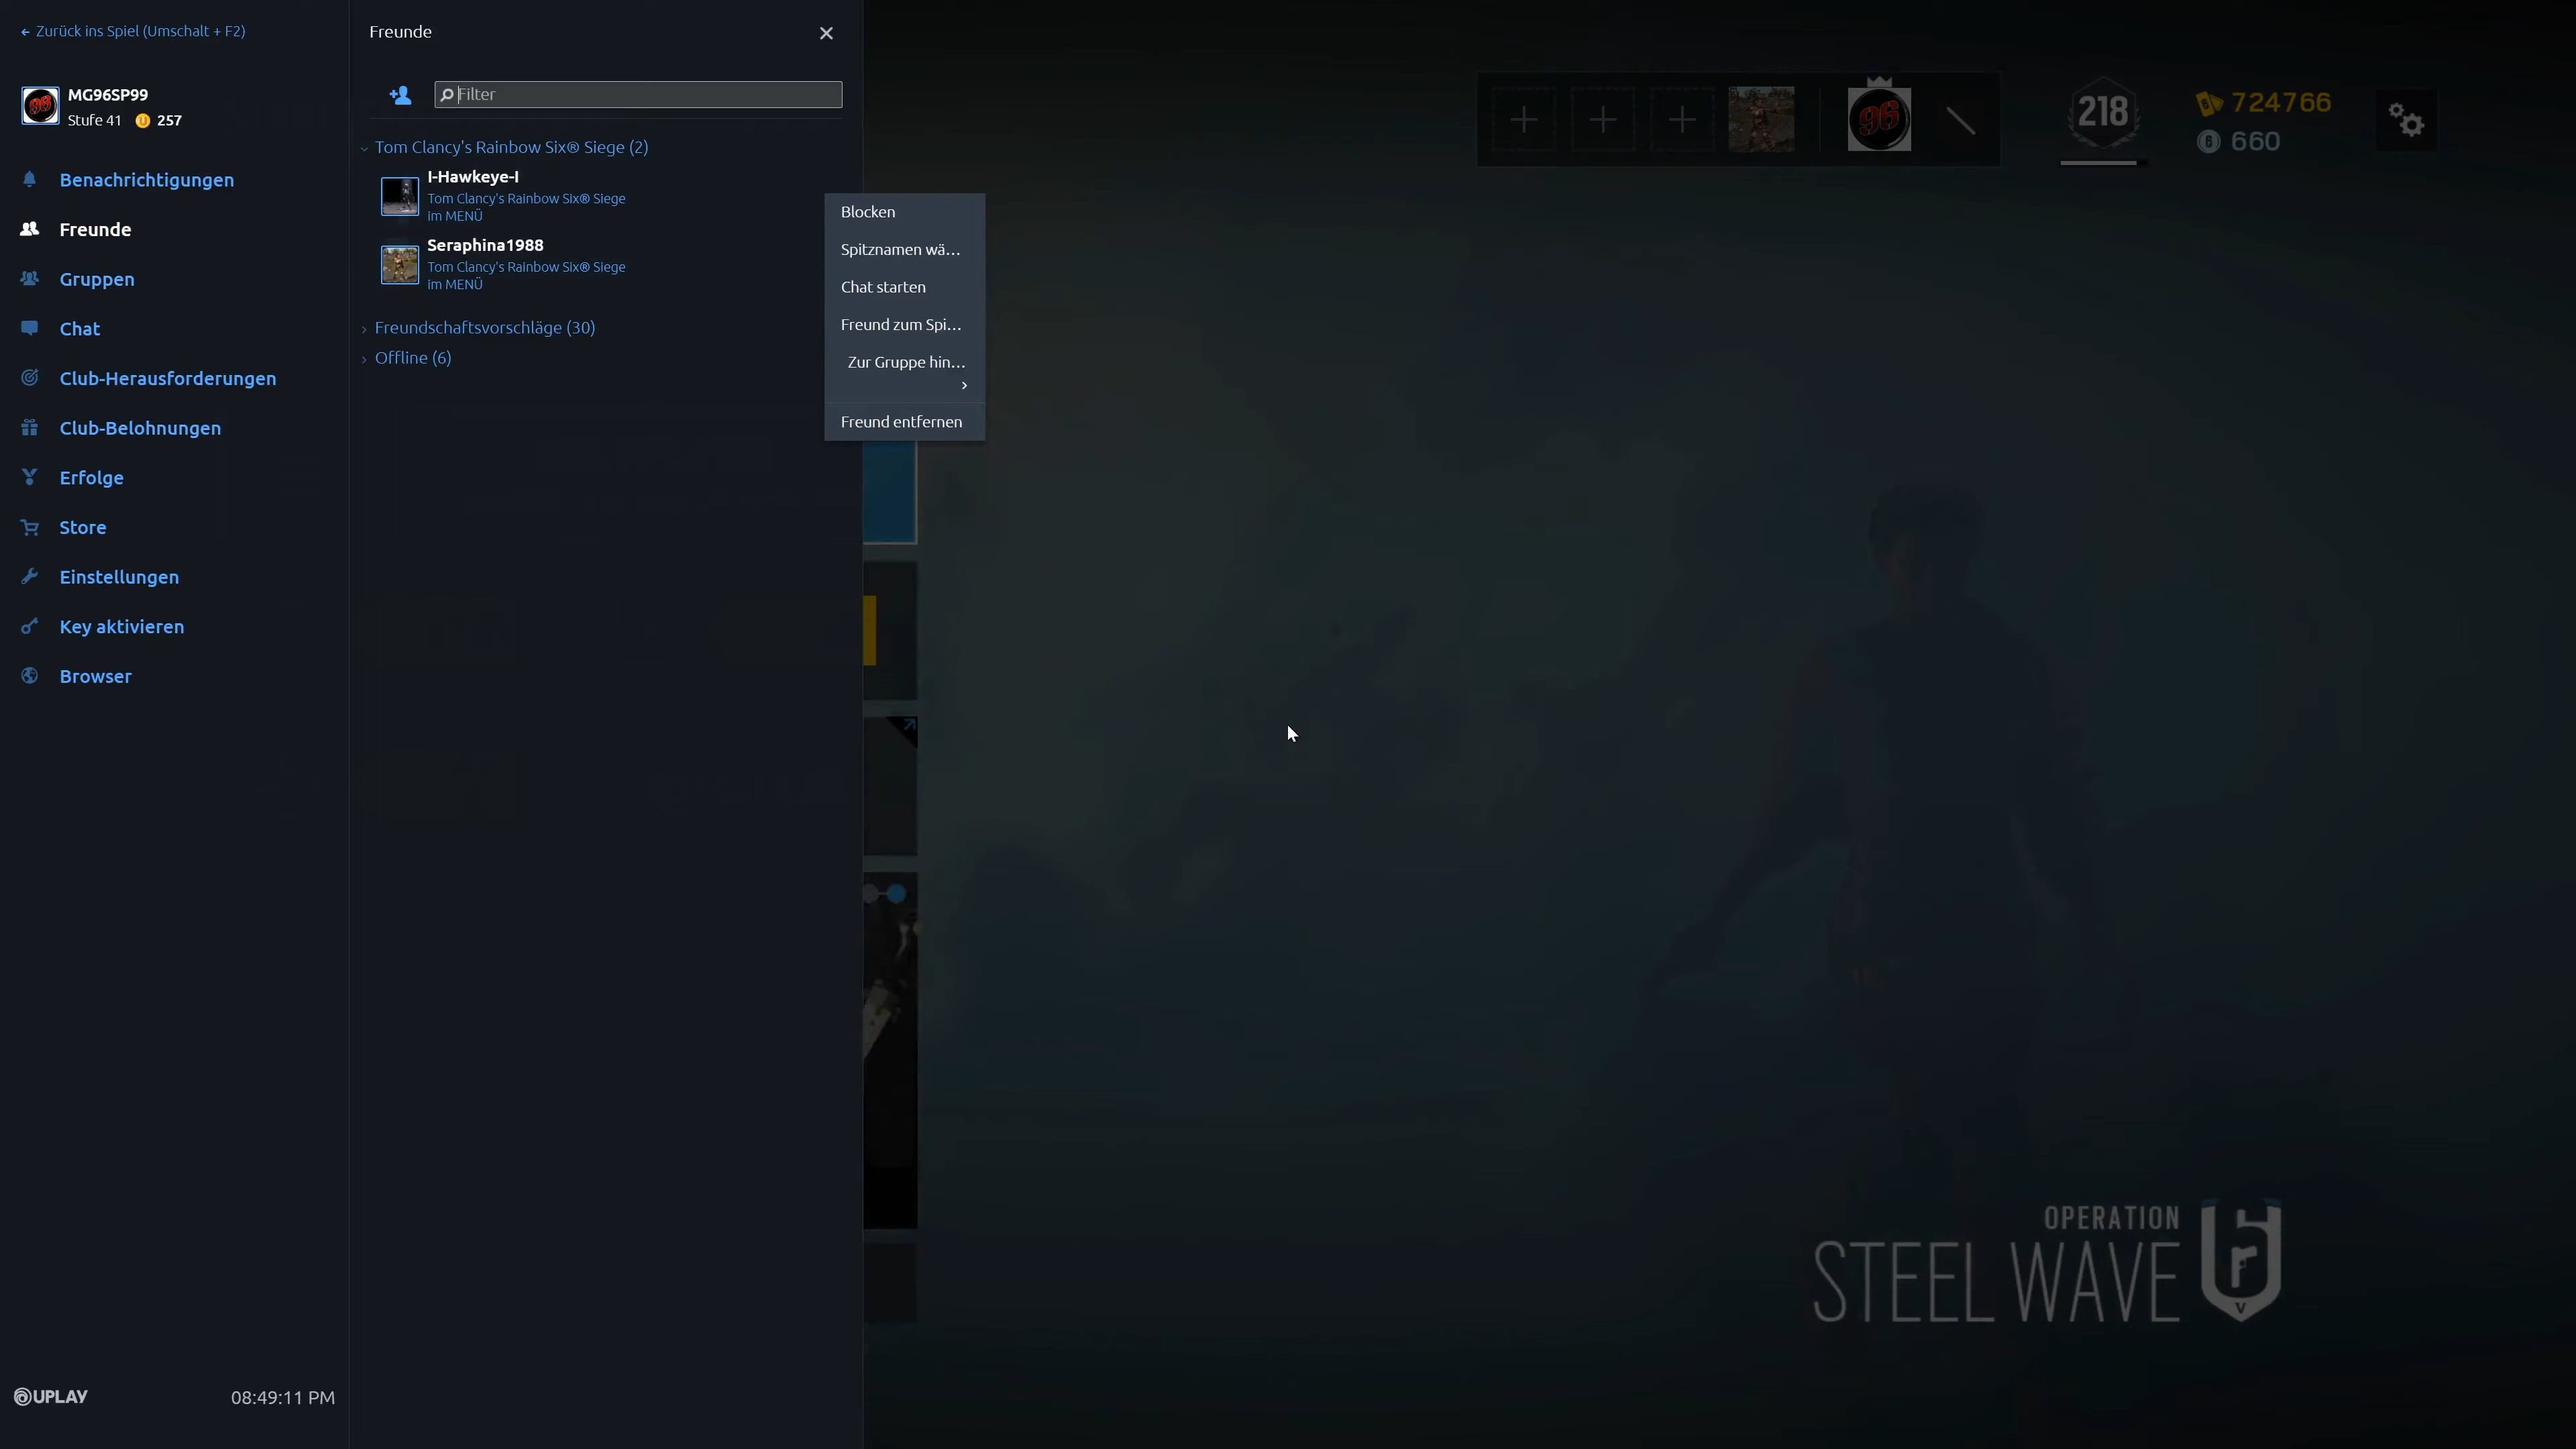 ← Zurück ins Spiel (Umschalt + F2)
MG96SP99
Stufe 41 257
Benachrichtigungen
Freunde
Gruppen
Chat
Club-Herausforderungen
Club-Belohnungen
Erfolge
Store
Einstellungen
Key aktivieren
Browser
UPLAY 08:49:11 PM
Freunde
Filter
Tom Clancy's Rainbow Six® Siege (2)
I-Hawkeye-I
Tom Clancy's Rainbow Six® Siege
im MENÜ
Seraphina1988
Tom Clancy's Rainbow Six® Siege
im MENÜ
Freundschaftsvorschläge (30)
Offline (6)
Blocken
Spitznamen wä...
Chat starten
Freund zum Spi...
Zur Gruppe hin...
Freund entfernen
96
218
724766
660
OPERATION
STEEL WAVE
V